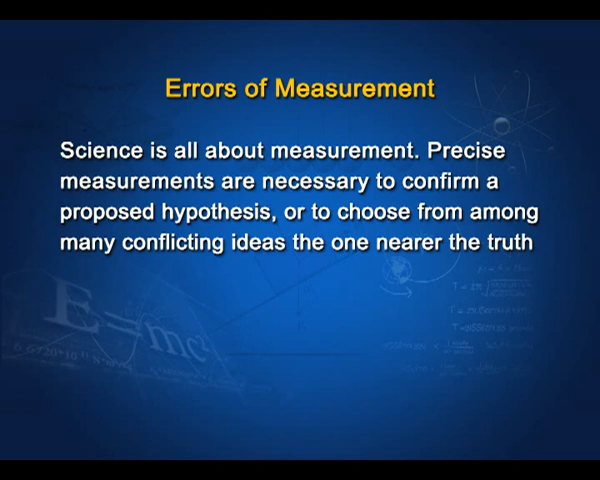 Errors of Measurement
Science is all about measurement. Precise
measurements are necessary to confirm a
proposed hypothesis, or to choose from among
many conflicting ideas the one nearer the truth
E=mc²